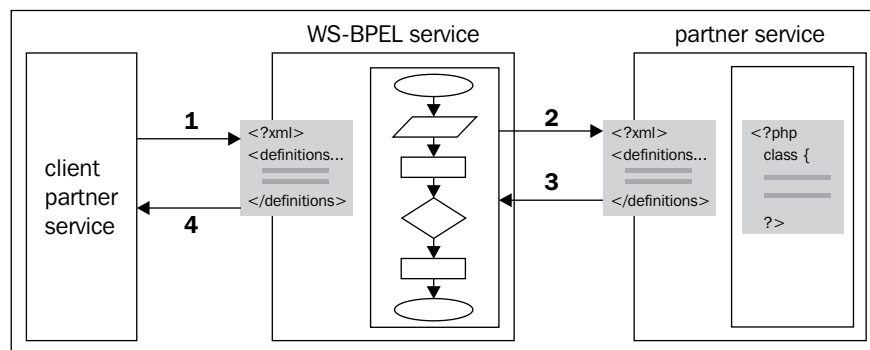 WS-BPEL service
partner service
client
partner
service
1
4
<?xml>
<definitions...
</definitions>
2
3
<?xml>
<definitions...
</definitions>
<?php
class {
?>